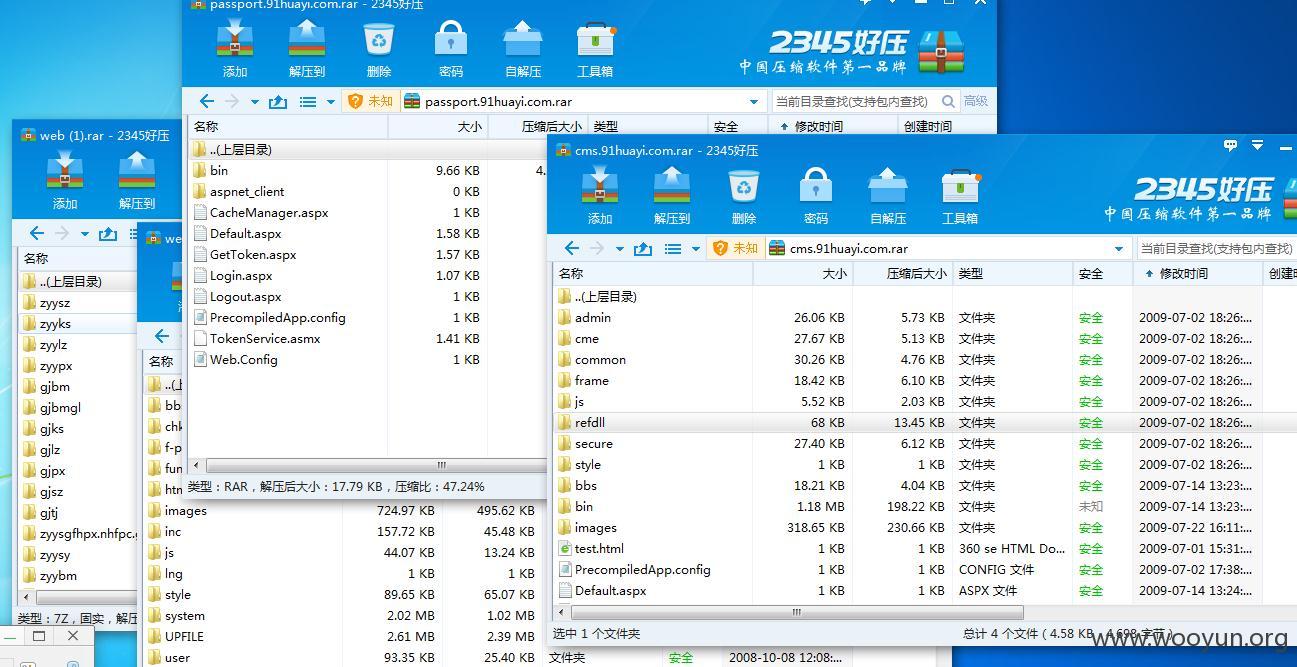 passport.91huayi.com.rar - 2345好压
添加 解压到 删除 密码 自解压 工具箱
2345好压
中国压缩软件第一品牌
未知 passport.91huayi.com.rar 当前目录查找(支持包内查找) 高级
名称 大小 压缩后大小 类型 安全 修改时间 创建时间
..(上层目录)
bin 9.66 KB 4.
aspnet_client 0 KB
CacheManager.aspx 1 KB
Default.aspx 1.58 KB
GetToken.aspx 1.57 KB
Login.aspx 1.07 KB
Logout.aspx 1 KB
PrecompiledApp.config 1 KB
TokenService.asmx 1.41 KB
Web.Config 1 KB
类型：RAR，解压后大小：17.79 KB，压缩比：47.24%
web (1).rar - 2345好压
添加 解压到
名称
..(上层目录)
zyysz
zyyks
zyylz
zyypx
gjbm
gjbmgl
gjks
gjlz
gjpx
gjsz
gjtj
zyysgfhpx.nhfpc.
zyysy
zyybm
类型：7Z，固实，解压
we
名称
..(上
bb
chk
f-p
fun
htm
images 724.97 KB 495.62 KB
inc 157.72 KB 45.48 KB
js 44.07 KB 13.24 KB
lng 1 KB 1 KB
style 89.65 KB 65.07 KB
system 2.02 MB 1.02 MB
UPFILE 2.61 MB 2.39 MB
user 93.35 KB 25.40 KB 文件夹 安全 2008-10-08 12:08:...
cms.91huayi.com.rar - 2345好压
添加 解压到 删除 密码 自解压 工具箱
2345好压
中国压缩软件第一品牌
未知 cms.91huayi.com.rar 当前目录查找(支持包内查找)
名称 大小 压缩后大小 类型 安全 修改时间 创建时
..(上层目录)
admin 26.06 KB 5.73 KB 文件夹 安全 2009-07-02 18:26:...
cme 27.67 KB 5.13 KB 文件夹 安全 2009-07-02 18:26:...
common 30.26 KB 4.76 KB 文件夹 安全 2009-07-02 18:26:...
frame 18.42 KB 6.10 KB 文件夹 安全 2009-07-02 18:26:...
js 5.52 KB 2.03 KB 文件夹 安全 2009-07-02 18:26:...
refdll 68 KB 13.45 KB 文件夹 安全 2009-07-02 18:26:...
secure 27.40 KB 6.12 KB 文件夹 安全 2009-07-02 18:26:...
style 1 KB 1 KB 文件夹 安全 2009-07-02 18:26:...
bbs 18.21 KB 4.04 KB 文件夹 安全 2009-07-14 13:23:...
bin 1.18 MB 198.22 KB 文件夹 未知 2009-07-14 13:23:...
images 318.65 KB 230.66 KB 文件夹 安全 2009-07-22 16:11:...
test.html 1 KB 1 KB 360 se HTML Do... 安全 2009-07-01 15:31:...
PrecompiledApp.config 1 KB 1 KB CONFIG 文件 安全 2009-07-02 17:38:...
Default.aspx 1 KB 1 KB ASPX 文件 安全 2009-07-14 13:24:...
选中 1 个文件夹 总计 4 个文件 ( 4.58 KB，4,698 字节 )
www.wooyun.org